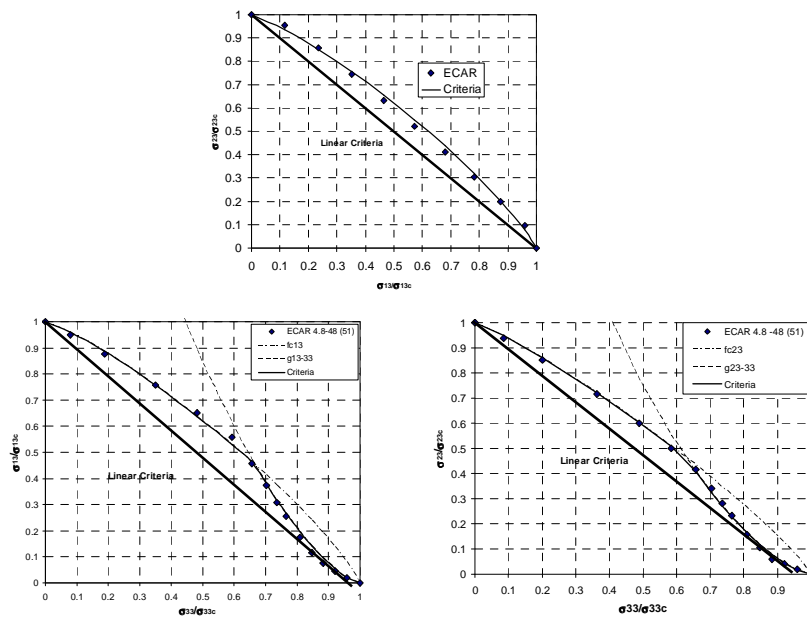 1
0.9
0.8
0.7
0.6
0.5
0.4
0.3
0.2
0.1
0
σ23/σ23c
ECAR
Criteria
Linear Criteria
0 0.1 0.2 0.3 0.4 0.5 0.6 0.7 0.8 0.9 1
σ13/σ13c
1
0.9
0.8
0.7
0.6
0.5
0.4
0.3
0.2
0.1
0
σ13/σ13c
ECAR 4.8-48 (51)
fc13
g13-33
Criteria
Linear Criteria
0 0.1 0.2 0.3 0.4 0.5 0.6 0.7 0.8 0.9 1
σ33/σ33c
1
0.9
0.8
0.7
0.6
0.5
0.4
0.3
0.2
0.1
0
σ23/σ23c
ECAR 4.8 -48 (51)
fc23
g23-33
Criteria
Linear Criteria
0 0.1 0.2 0.3 0.4 0.5 0.6 0.7 0.8 0.9
σ33/σ33c